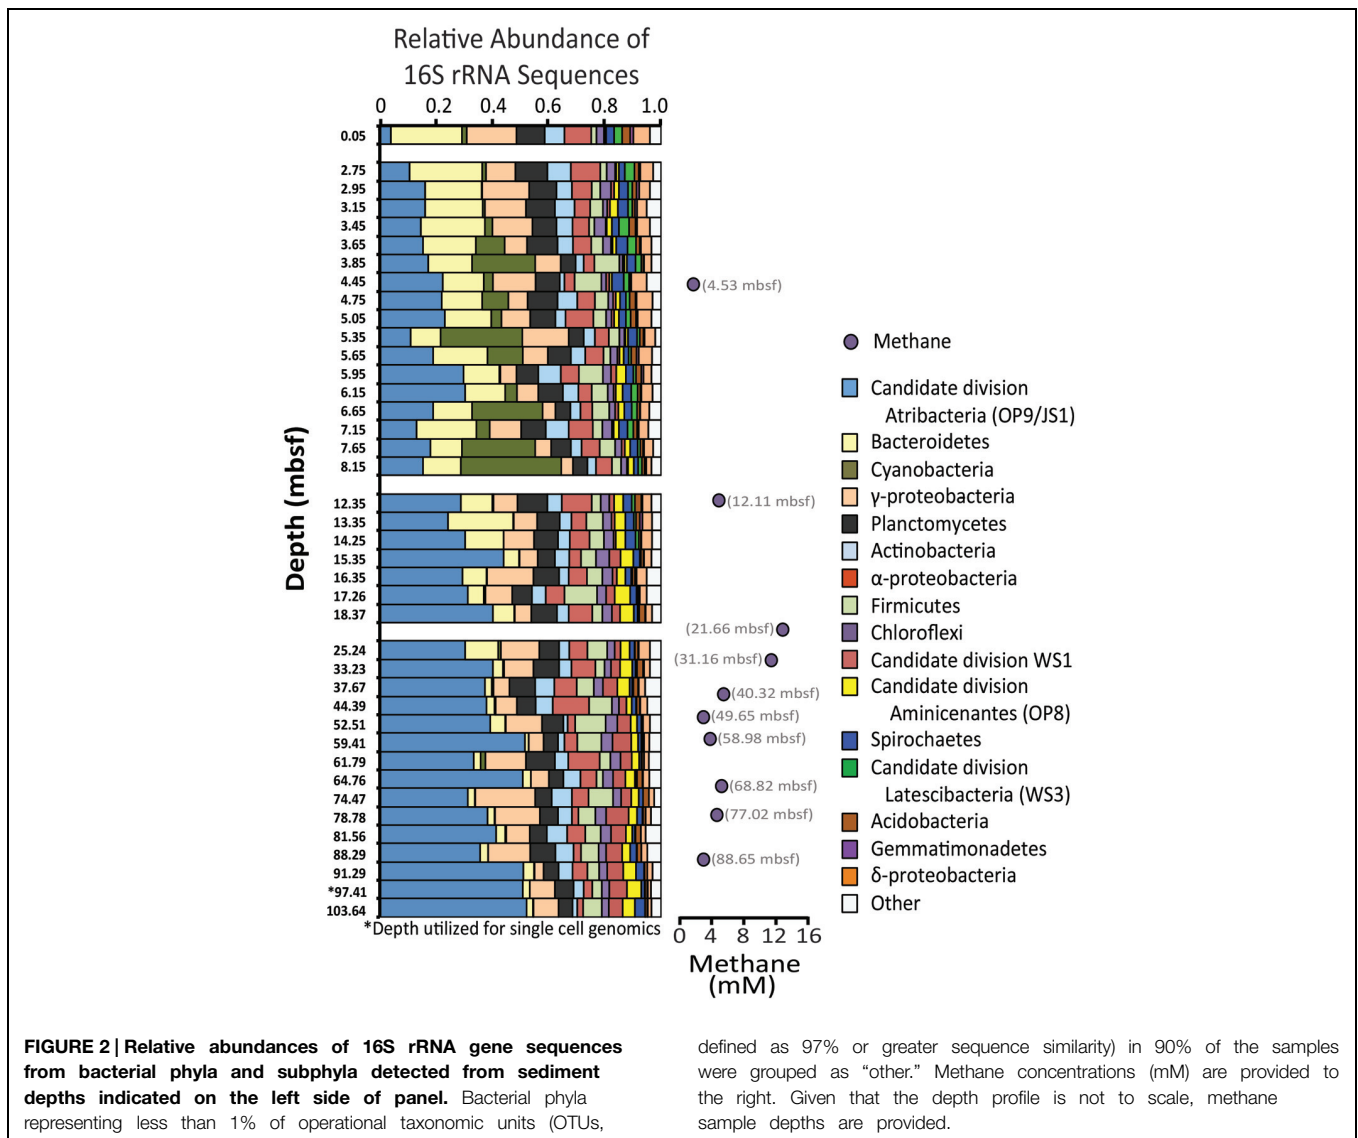 Relative Abundance of
16S rRNA Sequences
0 0.2 0.4 0.6 0.8 1.0
Depth (mbsf)
0.05
2.75
2.95
3.15
3.45
3.65
3.85
4.45
4.75
5.05
5.35
5.65
5.95
6.15
6.65
7.15
7.65
8.15
12.35
13.35
14.25
15.35
16.35
17.26
18.37
25.24
33.23
37.67
44.39
52.51
59.41
61.79
64.76
74.47
78.78
81.56
88.29
91.29
*97.41
103.64
*Depth utilized for single cell genomics
(4.53 mbsf)
(12.11 mbsf)
(21.66 mbsf)
(31.16 mbsf)
(40.32 mbsf)
(49.65 mbsf)
(58.98 mbsf)
(68.82 mbsf)
(77.02 mbsf)
(88.65 mbsf)
0 4 8 12 16
Methane
(mM)
Methane
Candidate division
Atribacteria (OP9/JS1)
Bacteroidetes
Cyanobacteria
γ-proteobacteria
Planctomycetes
Actinobacteria
α-proteobacteria
Firmicutes
Chloroflexi
Candidate division WS1
Candidate division
Aminicenantes (OP8)
Spirochaetes
Candidate division
Latescibacteria (WS3)
Acidobacteria
Gemmatimonadetes
δ-proteobacteria
Other
FIGURE 2 | Relative abundances of 16S rRNA gene sequences
from bacterial phyla and subphyla detected from sediment
depths indicated on the left side of panel. Bacterial phyla
representing less than 1% of operational taxonomic units (OTUs,
defined as 97% or greater sequence similarity) in 90% of the samples
were grouped as “other.” Methane concentrations (mM) are provided to
the right. Given that the depth profile is not to scale, methane
sample depths are provided.